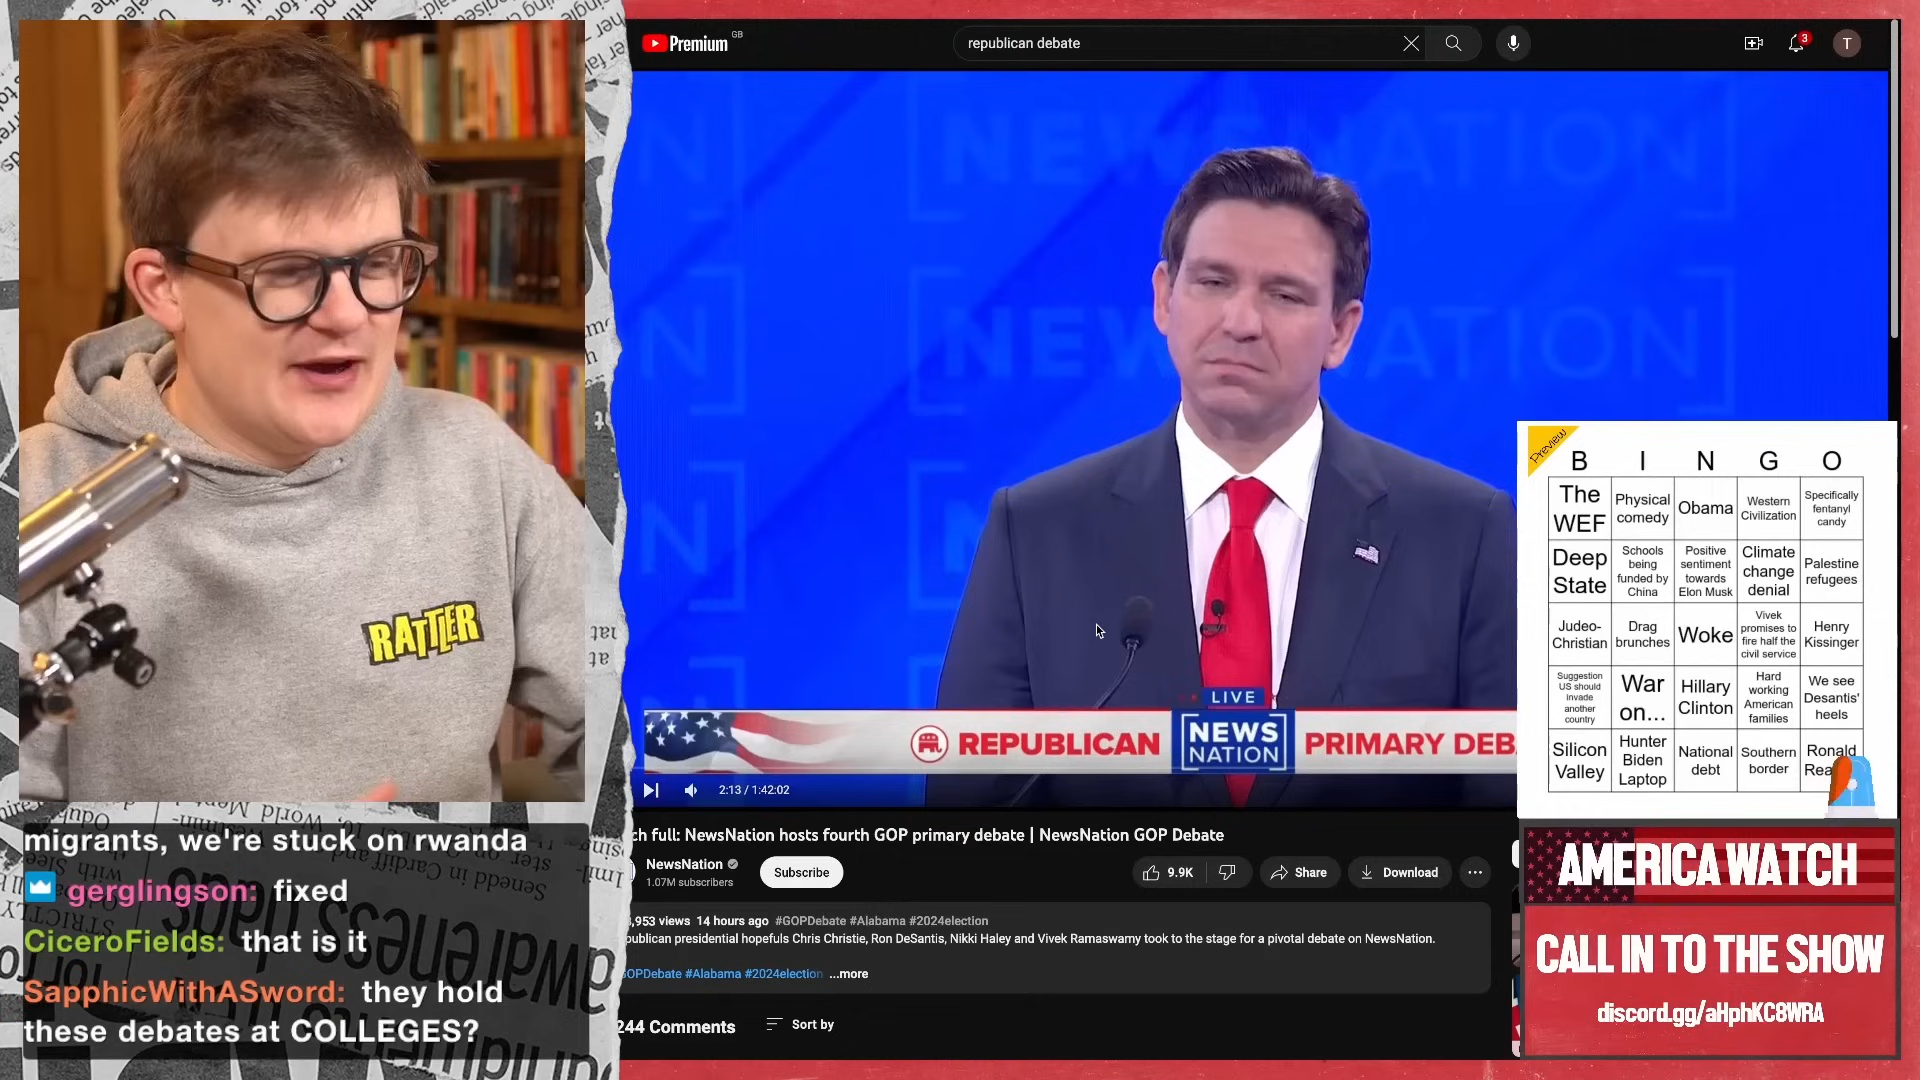 Premium GB
republican debate
3
T
NEWSNATION
NEWSNATION
RATTLER
LIVE
REPUBLICAN
NEWS
NATION
PRIMARY DEB
2:13 / 1:42:02
Preview
B I N G O
The WEF
Physical comedy
Obama
Western Civilization
Specifically fentanyl candy
Deep State
Schools being funded by China
Positive sentiment towards Elon Musk
Climate change denial
Palestine refugees
Judeo-Christian
Drag brunches
Woke
Vivek promises to fire half the civil service
Henry Kissinger
Suggestion US should invade another country
War on...
Hillary Clinton
Hard working American families
We see Desantis' heels
Silicon Valley
Hunter Biden Laptop
National debt
Southern border
Ronald Rea
ch full: NewsNation hosts fourth GOP primary debate | NewsNation GOP Debate
NewsNation
1.07M subscribers
Subscribe
9.9K
Share
Download
,953 views 14 hours ago #GOPDebate #Alabama #2024election
publican presidential hopefuls Chris Christie, Ron DeSantis, Nikki Haley and Vivek Ramaswamy took to the stage for a pivotal debate on NewsNation.
GOPDebate #Alabama #2024election ...more
244 Comments
Sort by
migrants, we're stuck on rwanda
gerglingson: fixed
CiceroFields: that is it
SapphicWithASword: they hold
these debates at COLLEGES?
AMERICA WATCH
CALL IN TO THE SHOW
discord.gg/aHphKC8WRA